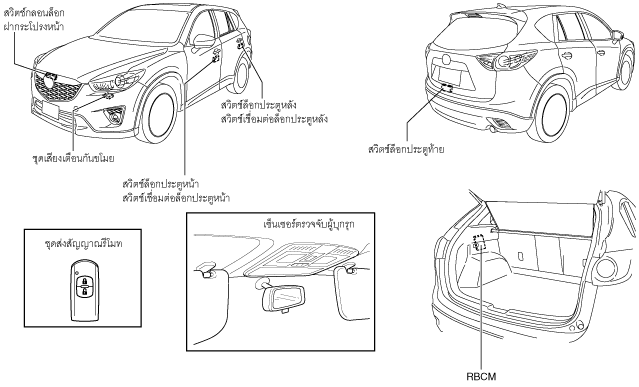 สวิตช์กลอนล็อก
ฝากระโปรงหน้า
สวิตช์ล็อกประตูหลัง
สวิตช์เชื่อมต่อล็อกประตูหลัง
ชุดเสียงเตือนกันขโมย
สวิตช์ล็อกประตูท้าย
สวิตช์ล็อกประตูหน้า
สวิตช์เชื่อมต่อล็อกประตูหน้า
ชุดส่งสัญญาณรีโมท
เซ็นเซอร์ตรวจจับผู้บุกรุก
RBCM